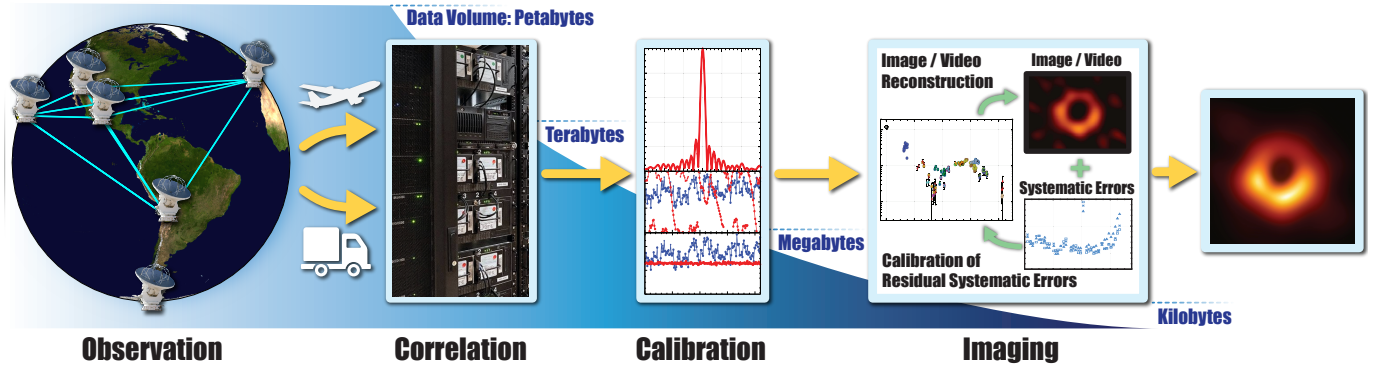 Data Volume: Petabytes
Terabytes
Megabytes
Kilobytes
Image / Video
Reconstruction
Image / Video
Systematic Errors
Calibration of
Residual Systematic Errors
Observation
Correlation
Calibration
Imaging